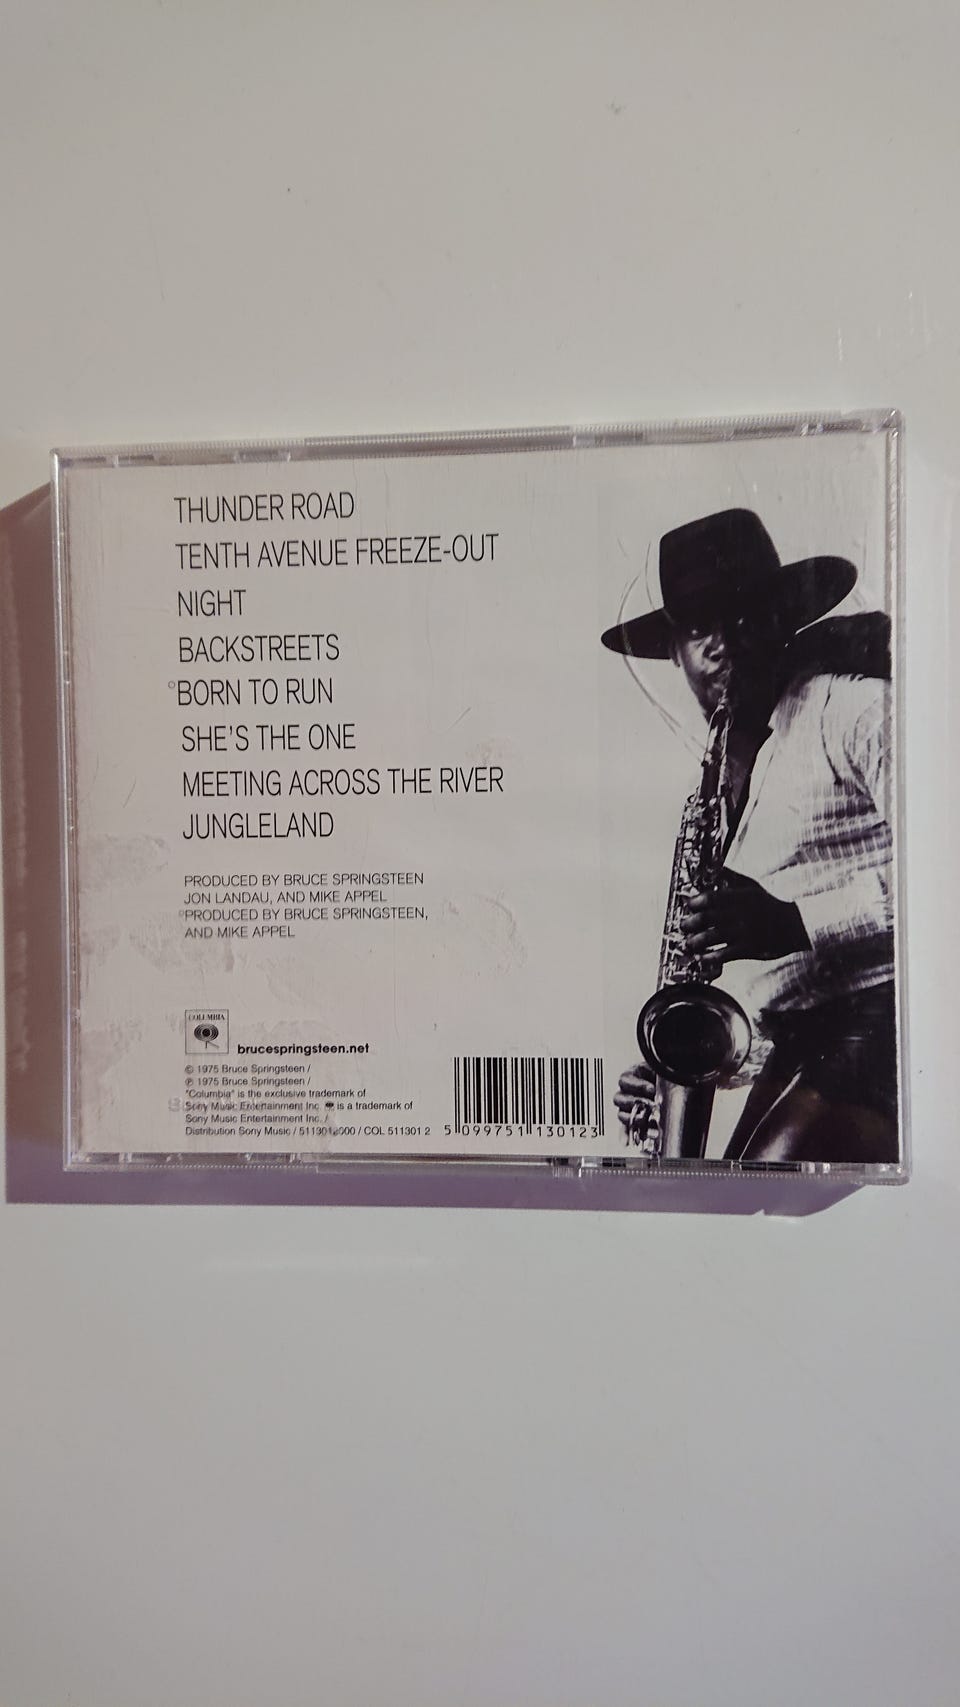 THUNDER ROAD
TENTH AVENUE FREEZE-OUT
NIGHT
BACKSTREETS
°BORN TO RUN
SHE'S THE ONE
MEETING ACROSS THE RIVER
JUNGLELAND
PRODUCED BY BRUCE SPRINGSTEEN
JON LANDAU, AND MIKE APPEL
°PRODUCED BY BRUCE SPRINGSTEEN,
AND MIKE APPEL
COLUMBIA
brucespringsteen.net
© 1975 Bruce Springsteen /
℗ 1975 Bruce Springsteen /
"Columbia" is the exclusive trademark of
Sony Music Entertainment Inc. is a trademark of
Sony Music Entertainment Inc. /
Distribution Sony Music / 5113012000 / COL 511301 2
5 099751 130123